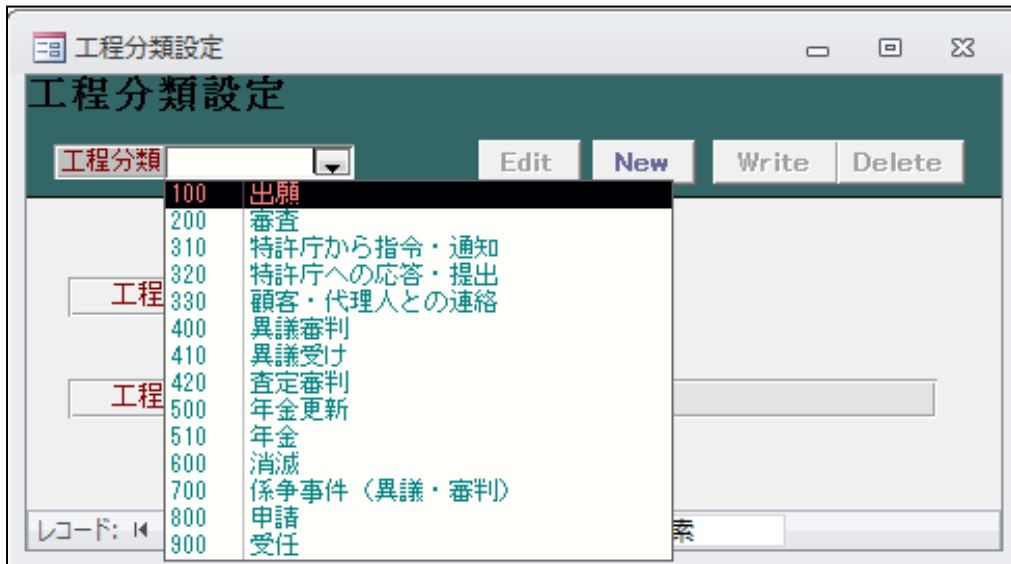 工程分類設定
工程分類設定
工程分類 Edit New Write Delete
100 出願
200 審査
310 特許庁から指令・通知
320 特許庁への応答・提出
工程
330 顧客・代理人との連絡
400 異議審判
410 異議受け
420 査定審判
工程
500 年金更新
510 年金
600 消滅
700 係争事件（異議・審判）
800 申請
レコード: 索
900 受任